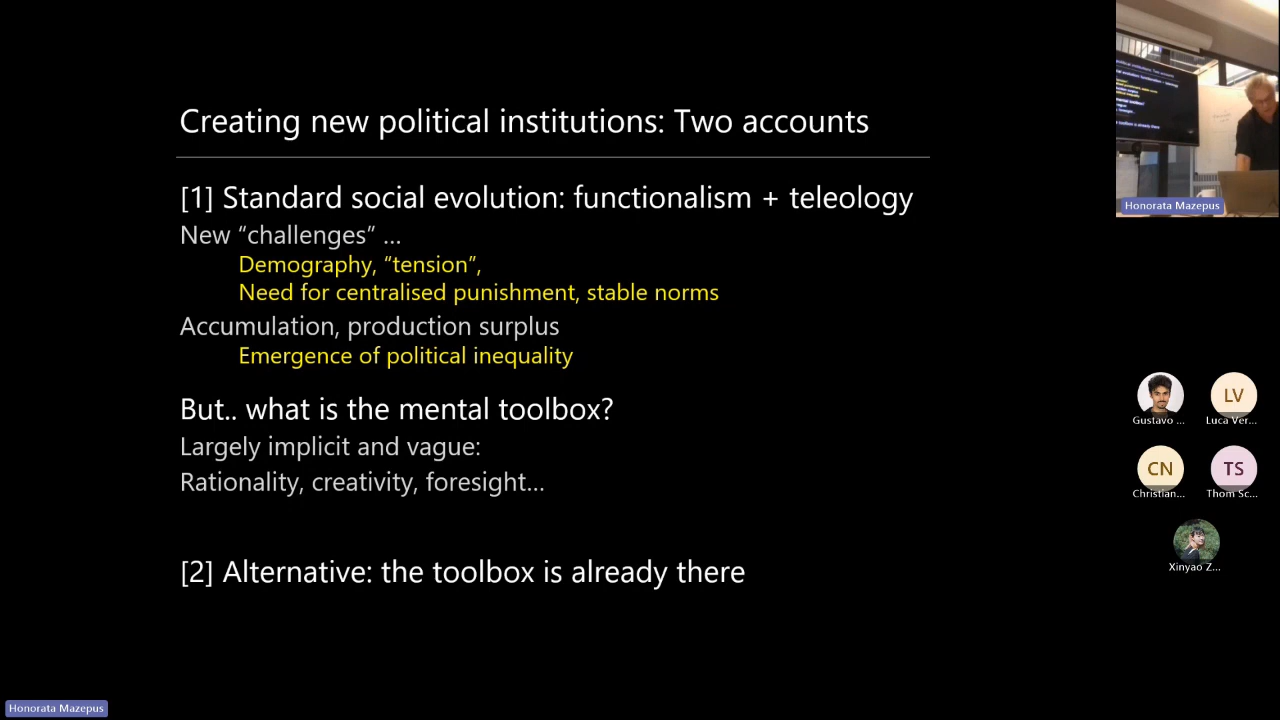 Creating new political institutions: Two accounts
[1] Standard social evolution: functionalism + teleology
New “challenges” ...
Demography, “tension”,
Need for centralised punishment, stable norms
Accumulation, production surplus
Emergence of political inequality
But.. what is the mental toolbox?
Largely implicit and vague:
Rationality, creativity, foresight...
[2] Alternative: the toolbox is already there
Honorata Mazepus
Honorata Mazepus
Gustavo ...
LV
Luca Ver...
CN
Christian...
TS
Thom Sc...
Xinyao Z...